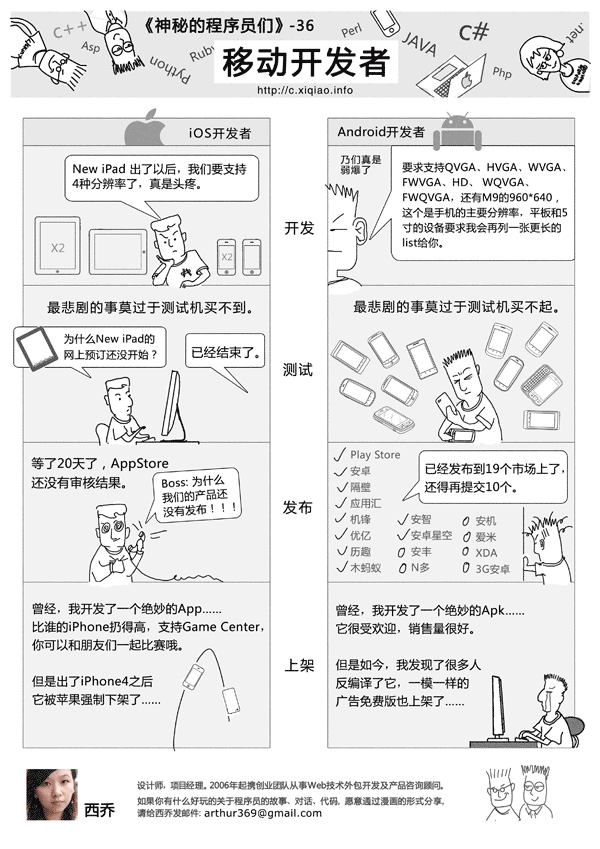 《神秘的程序员们》-36
移动开发者
http://c.xiqiao.info
C++
Asp
Python
Ruby
Perl
JAVA
C#
Php
.net
iOS开发者
Android开发者
开发
New iPad 出了以后，我们要支持
4种分辨率了，真是头疼。
X2
X2
乃们真是
弱爆了
要求支持QVGA、HVGA、WVGA、
FWVGA、HD、 WQVGA、
FWQVGA，还有M9的960*640，
这个是手机的主要分辨率，平板和5
寸的设备要求我会再列一张更长的
list给你。
测试
最悲剧的事莫过于测试机买不到。
为什么New iPad的
网上预订还没开始？
已经结束了。
最悲剧的事莫过于测试机买不起。
发布
等了20天了，AppStore
还没有审核结果。
Boss: 为什么
我们的产品还
没有发布！！！
Play Store
安卓
隔壁
应用汇
机锋
优亿
历趣
木蚂蚁
安智
安卓星空
安丰
N多
安机
爱米
XDA
3G安卓
已经发布到19个市场上了，
还得再提交10个。
上架
曾经，我开发了一个绝妙的App……
比谁的iPhone扔得高，支持Game Center，
你可以和朋友们一起比赛哦。
但是出了iPhone4之后
它被苹果强制下架了……
曾经，我开发了一个绝妙的Apk……
它很受欢迎，销售量很好。
但是如今，我发现了很多人
反编译了它，一模一样的
广告免费版也上架了……
西乔
设计师，项目经理。2006年起携创业团队从事Web技术外包开发及产品咨询顾问。
如果你有什么好玩的关于程序员的故事、对话、代码，愿意通过漫画的形式分享，
请给西乔发邮件: arthur369@gmail.com